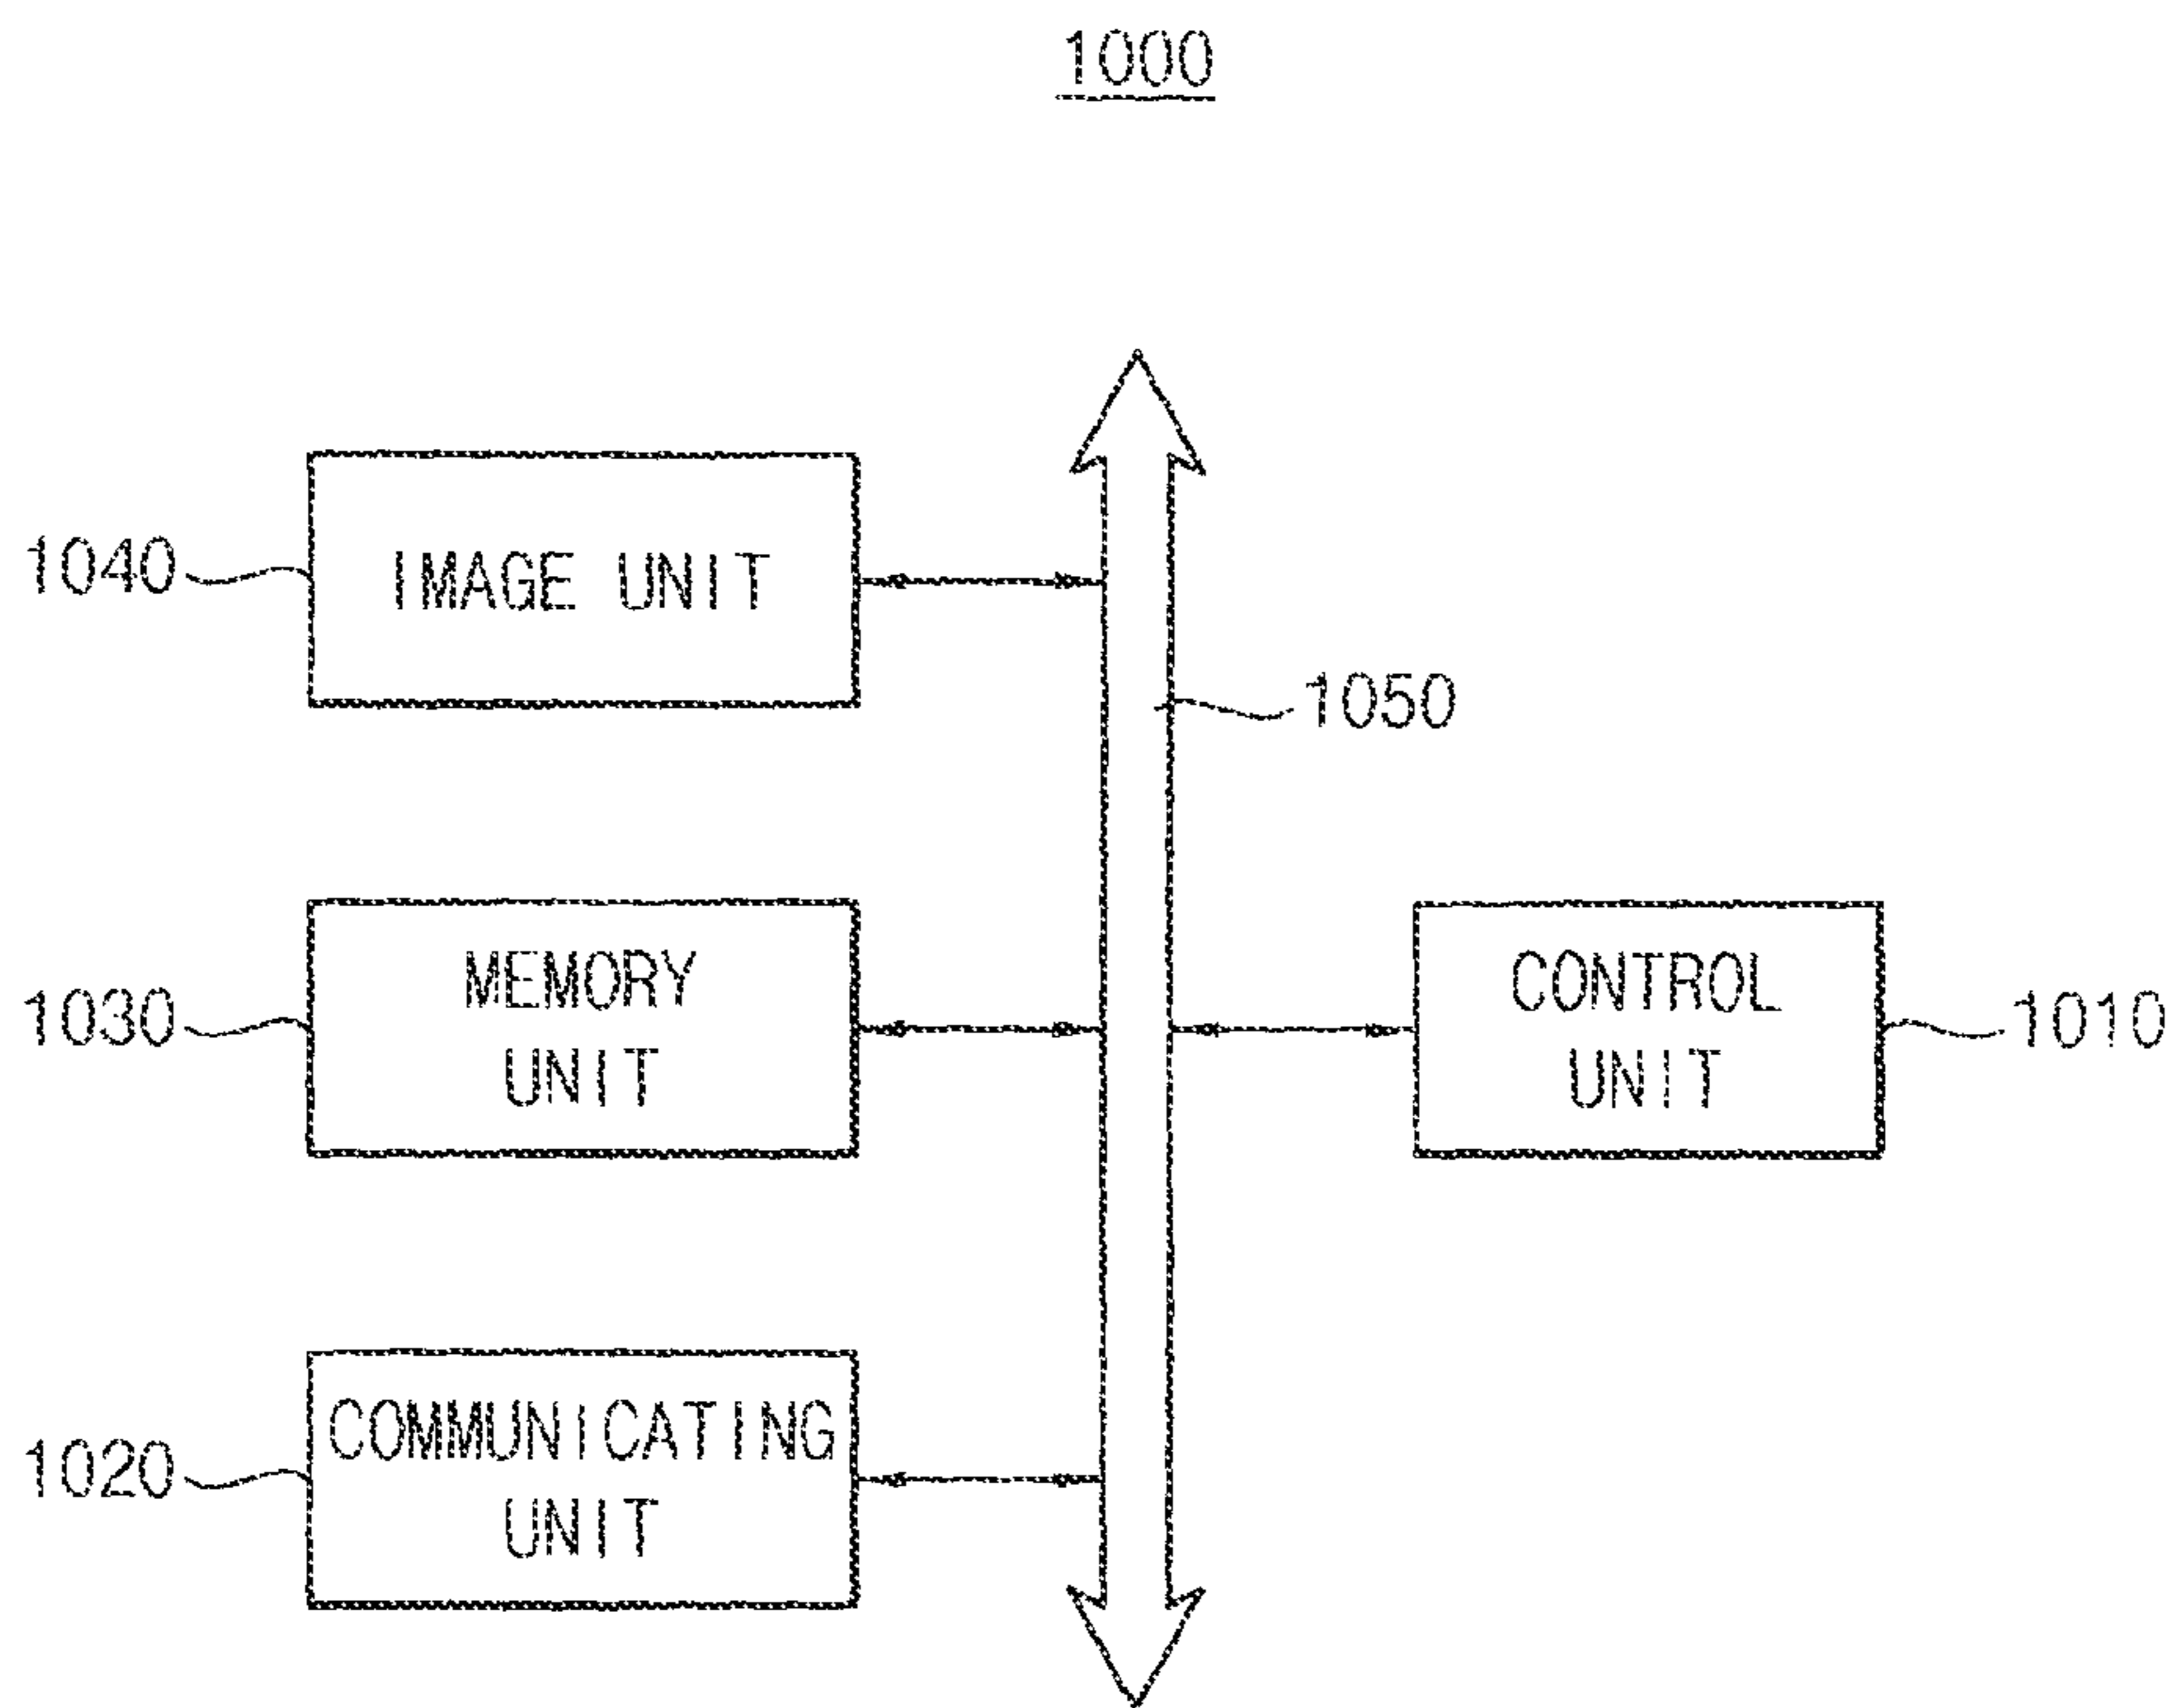 1000
1040
IMAGE UNIT
1050
1030
MEMORY
UNIT
CONTROL
UNIT
1010
1020
COMMUNICATING
UNIT